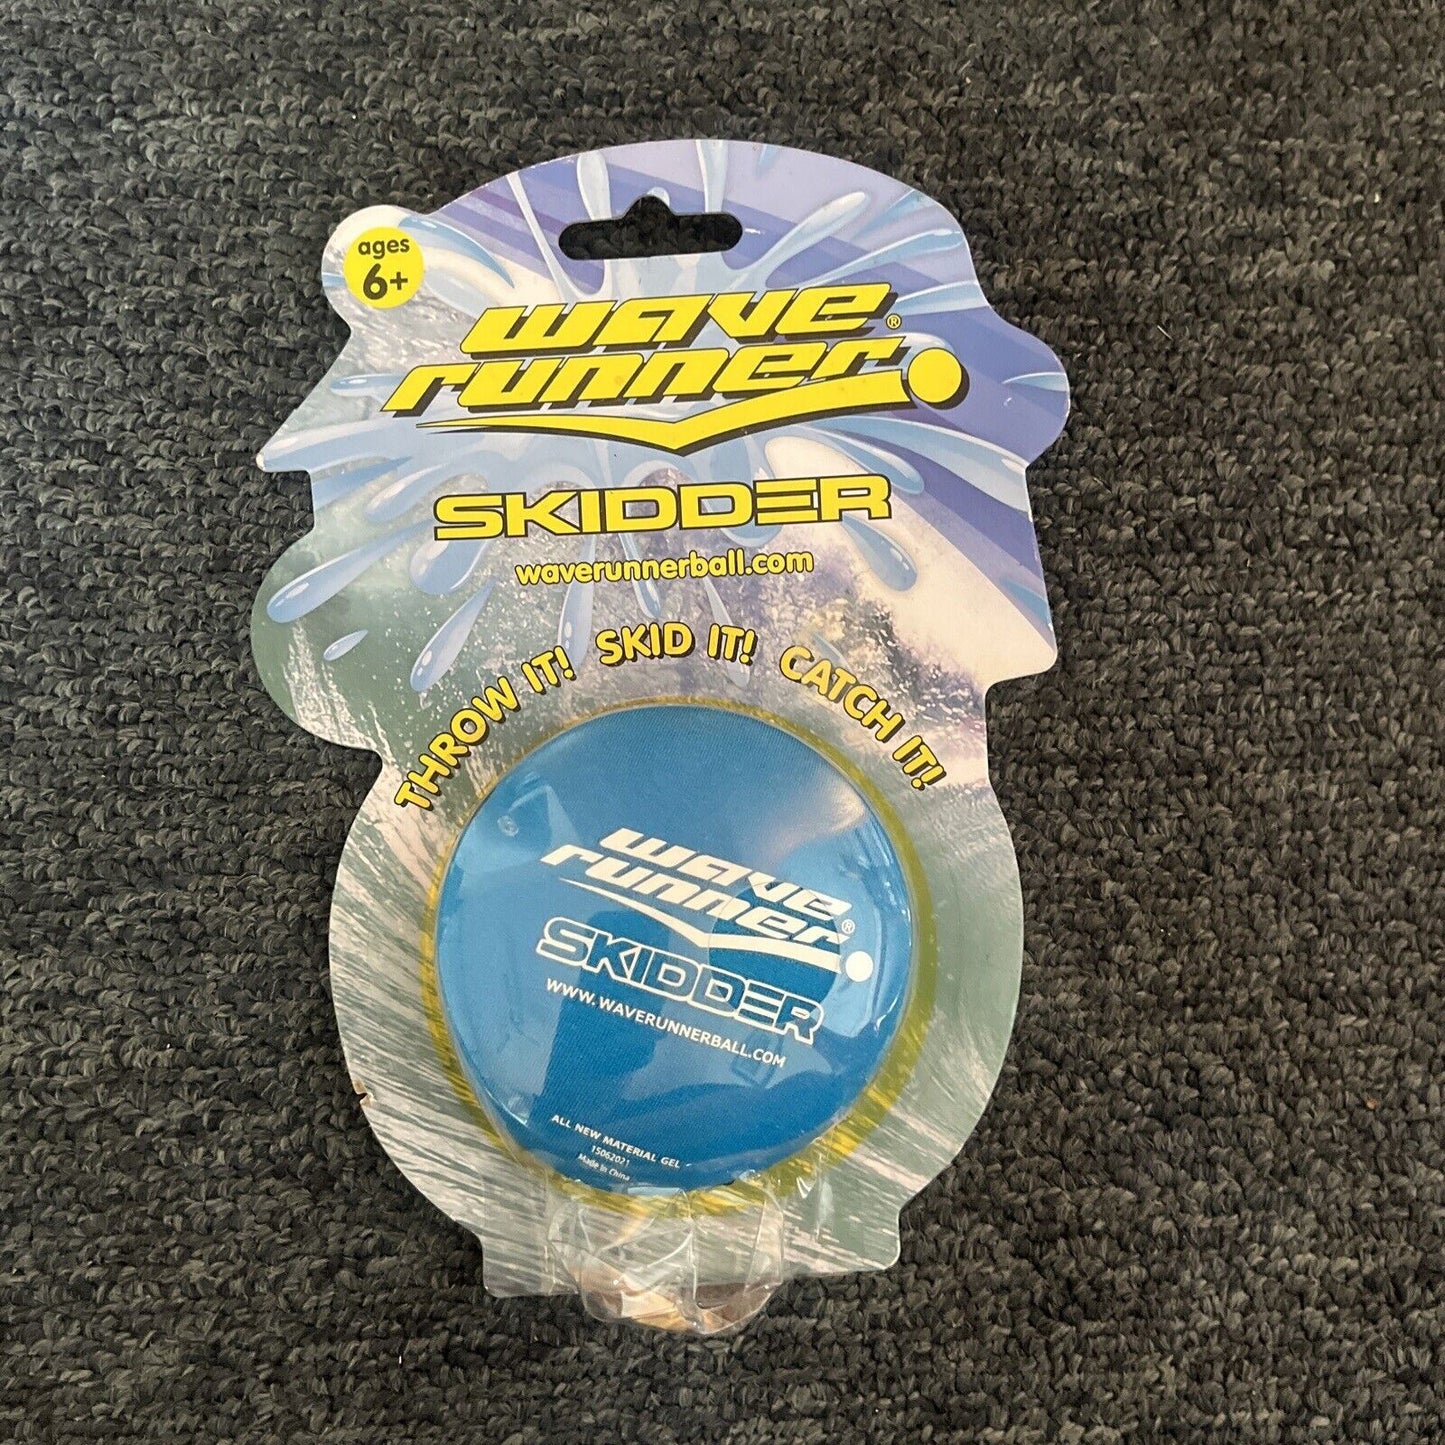 ages
6+
wave
runner®
SKIDDER
waverunnerball.com
THROW IT! SKID IT! CATCH IT!
wave
runner®
SKIDDER
WWW.WAVERUNNERBALL.COM
ALL NEW MATERIAL GEL
15062021
Made In China